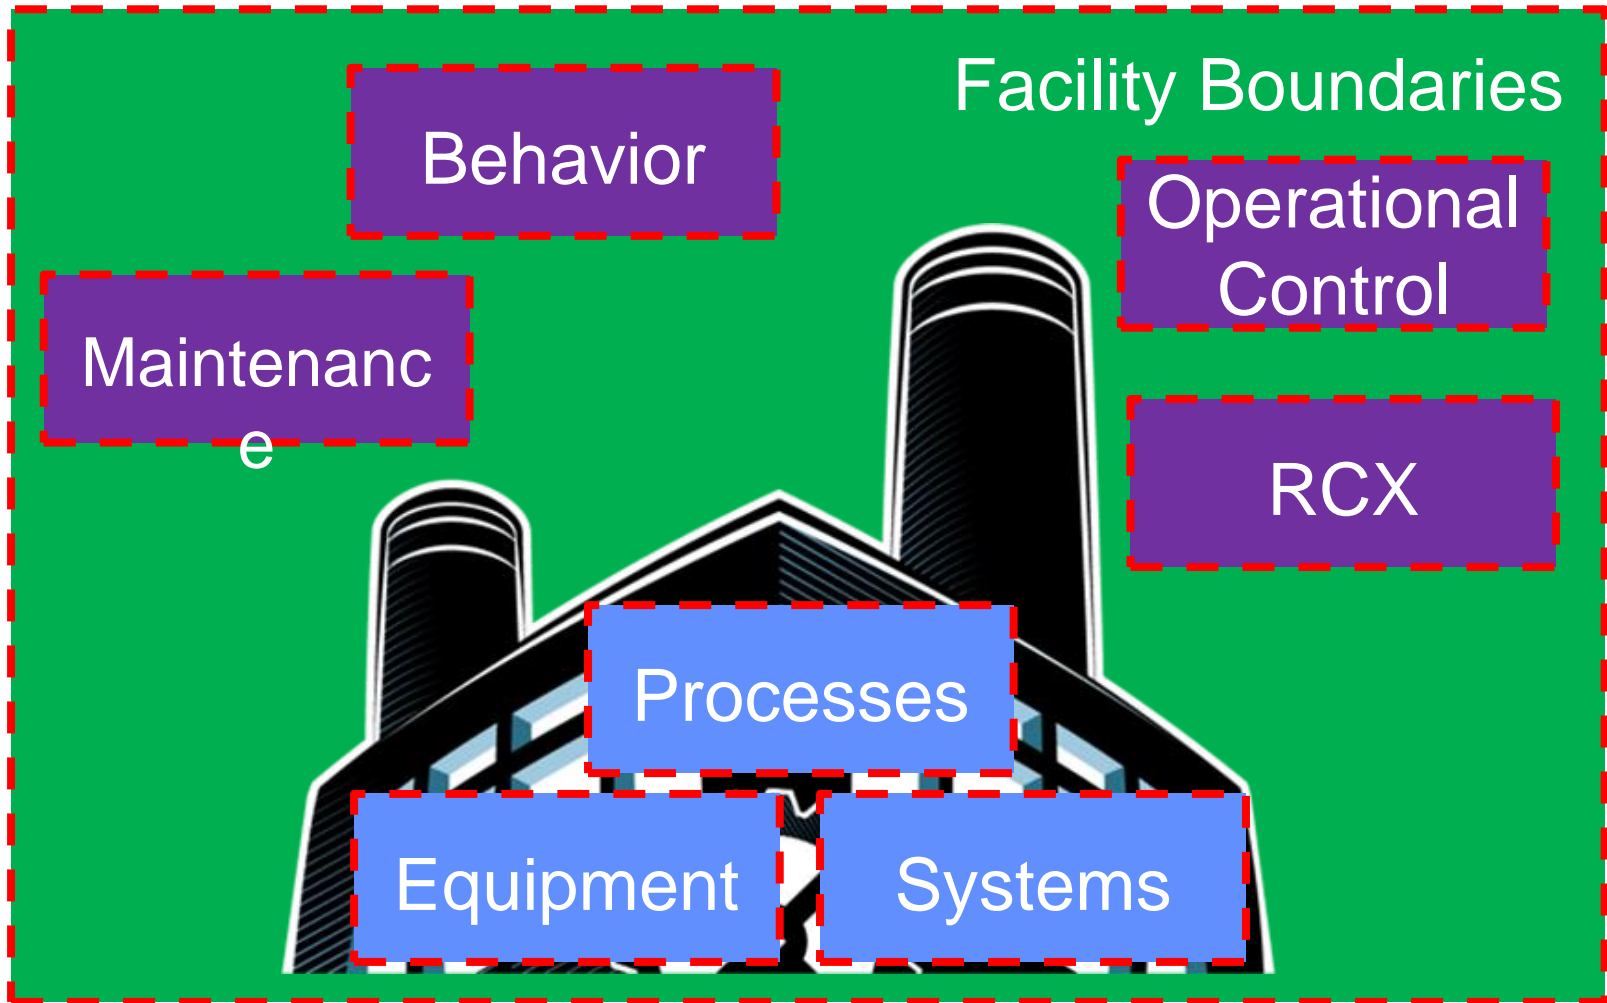 Facility Boundaries
Behavior
Operational
Control
Maintenanc
e
RCX
Processes
Equipment
Systems